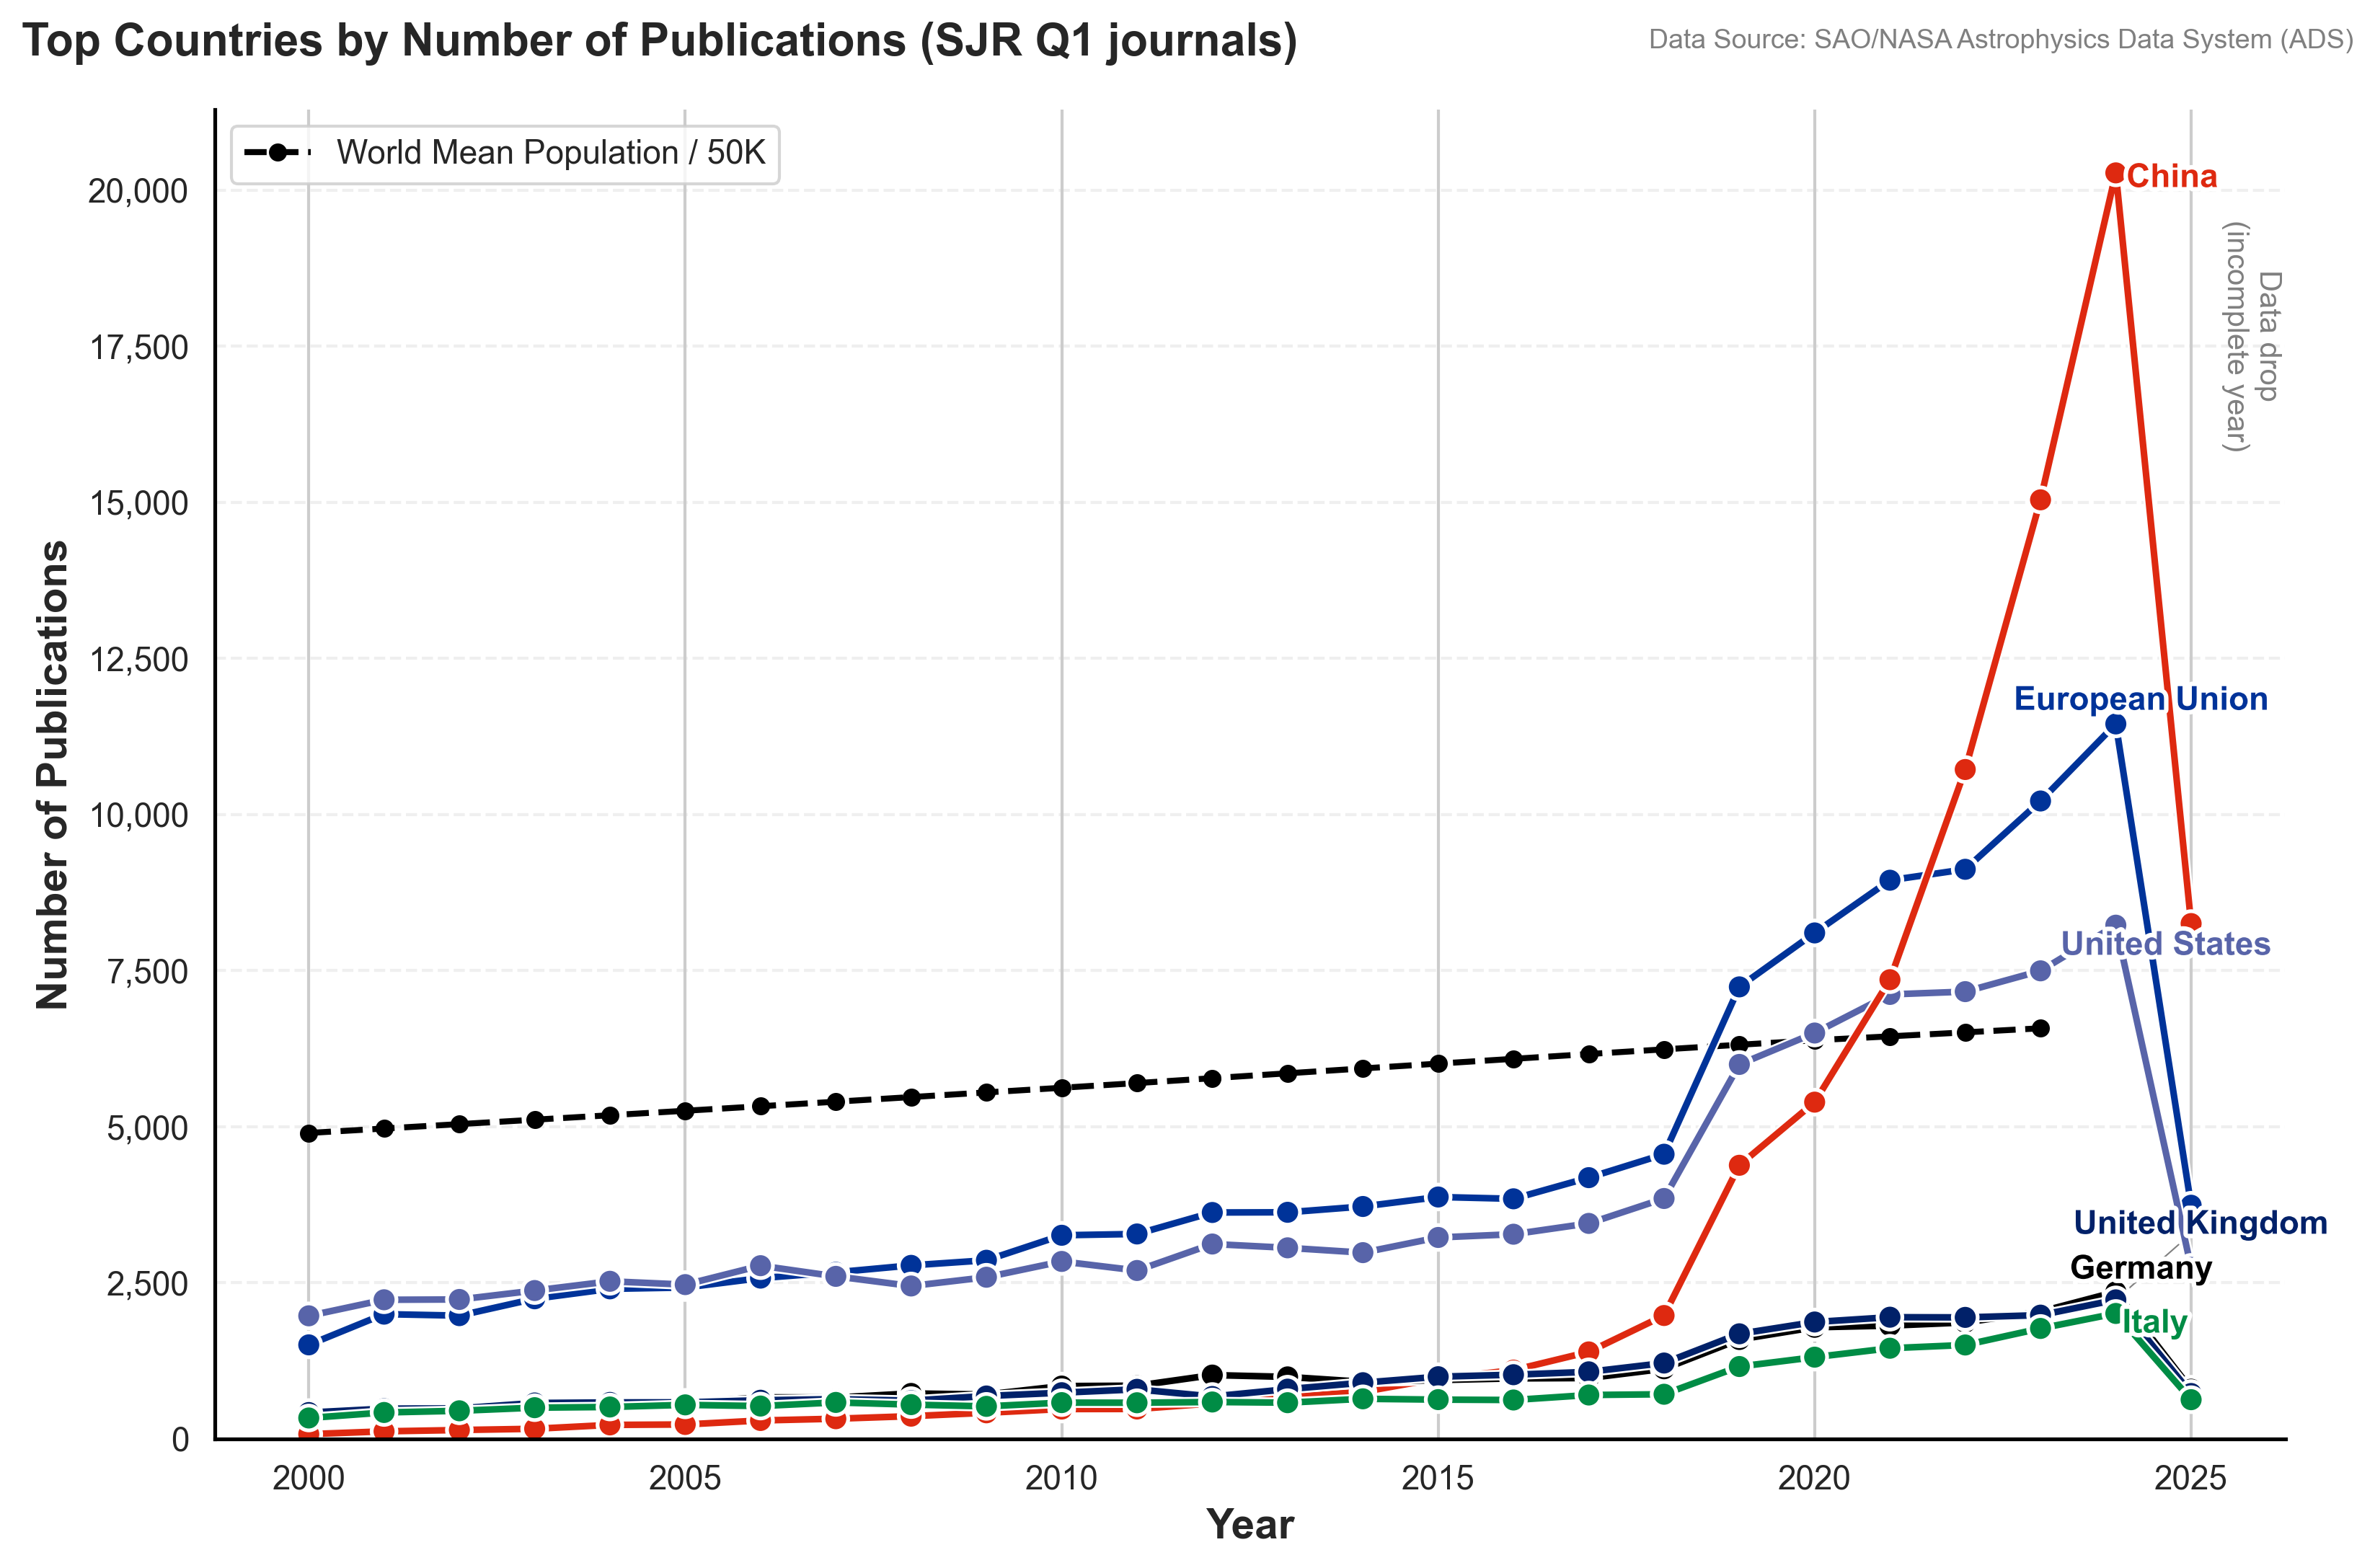 Top Countries by Number of Publications (SJR Q1 journals)
Data Source: SAO/NASA Astrophysics Data System (ADS)
World Mean Population / 50K
20,000
17,500
15,000
12,500
10,000
7,500
5,000
2,500
0
Number of Publications
China
Data drop
(incomplete year)
European Union
United States
United Kingdom
Germany
Italy
2000
2005
2010
2015
2020
2025
Year